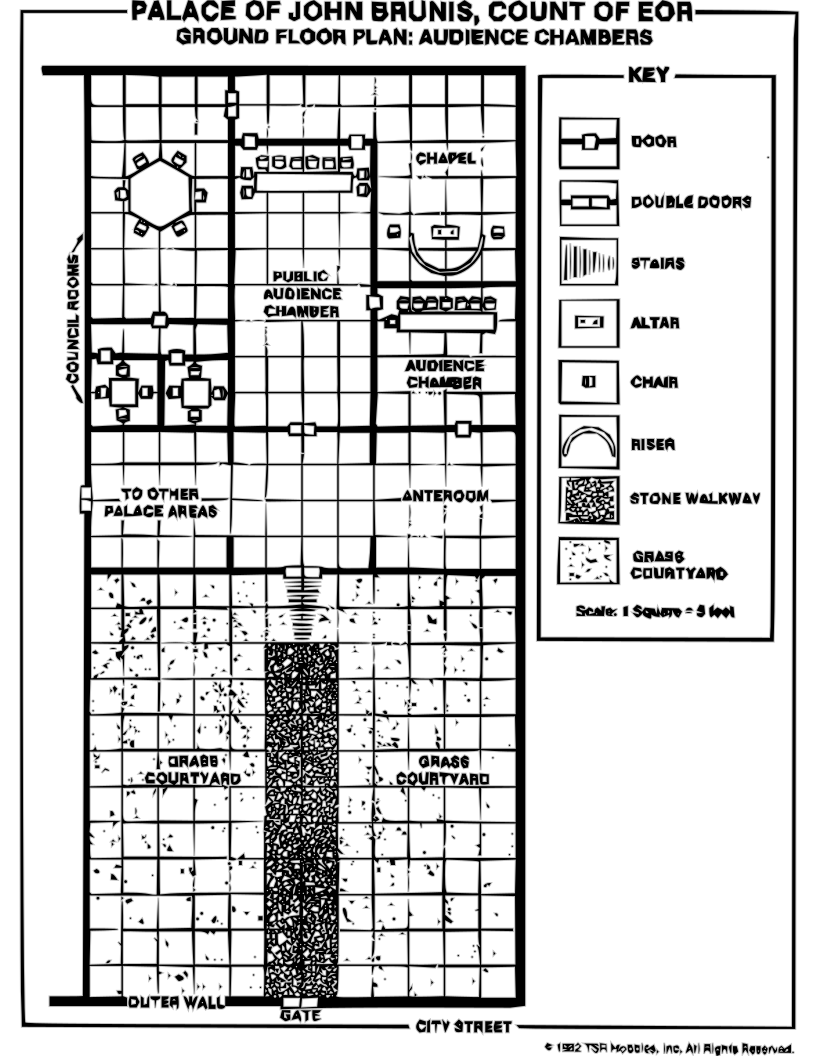 PALACE OF JOHN BRUNIS, COUNT OF EOR
GROUND FLOOR PLAN: AUDIENCE CHAMBERS
KEY
DOOR
DOUBLE DOORS
STAIRS
ALTAR
CHAIR
RISER
STONE WALKWAY
GRASS
COURTYARD
Scale: 1 Square = 5 feet
CHAPEL
PUBLIC
AUDIENCE
CHAMBER
COUNCIL ROOMS
AUDIENCE
CHAMBER
TO OTHER
PALACE AREAS
ANTEROOM
GRASS
COURTYARD
GRASS
COURTYARD
OUTER WALL
GATE
CITY STREET
© 1982 TSR Hobbies, Inc. All Rights Reserved.